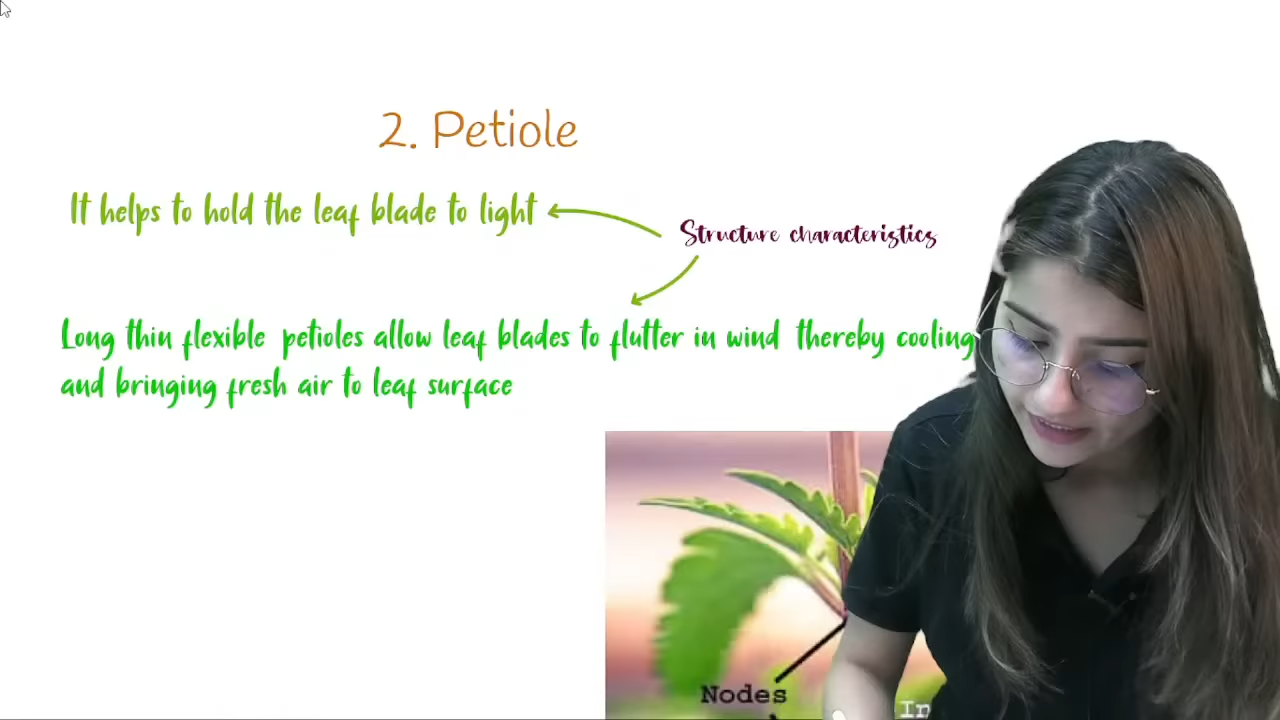 2. Petiole
It helps to hold the leaf blade to light
Structure characteristics
Long thin flexible petioles allow leaf blades to flutter in wind thereby cooling
and bringing fresh air to leaf surface
Nodes